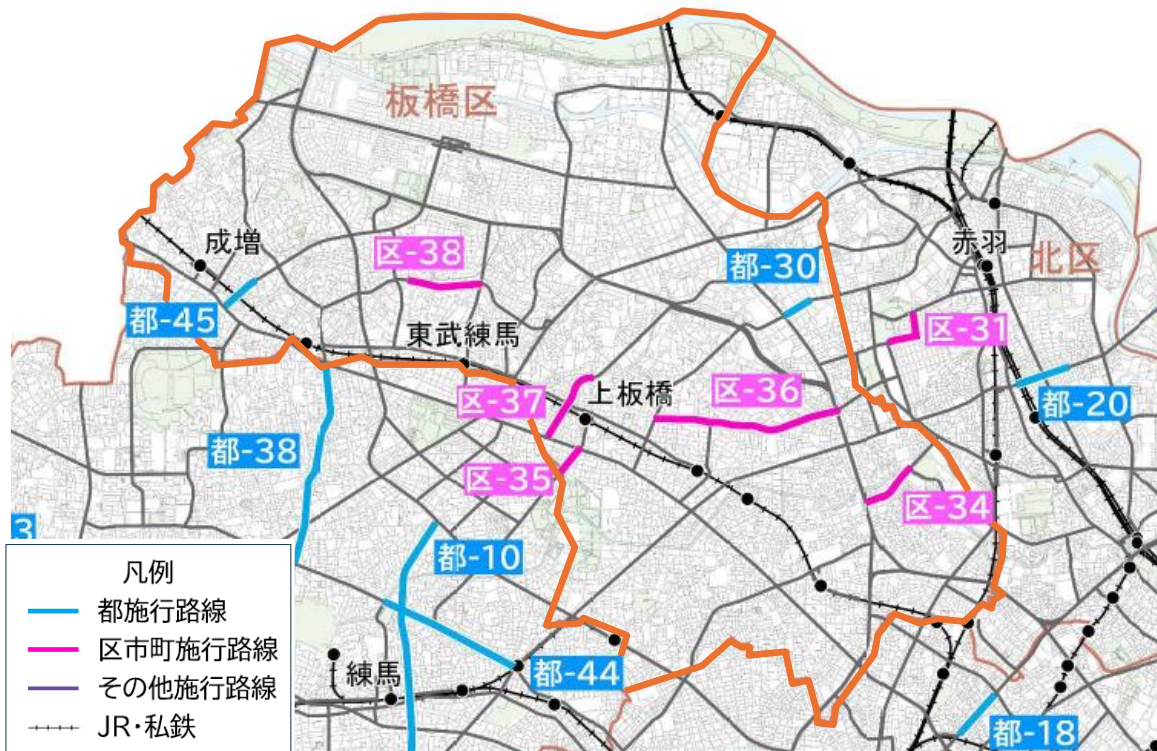 板橋区
成増
区-38
都-30
赤羽
北区
都-45
東武練馬
区-31
区-37
上板橋
区-36
都-20
都-38
区-35
区-34
3
都-10
凡例
都施行路線
区市町施行路線
その他施行路線
JR・私鉄
練馬
都-44
都-18